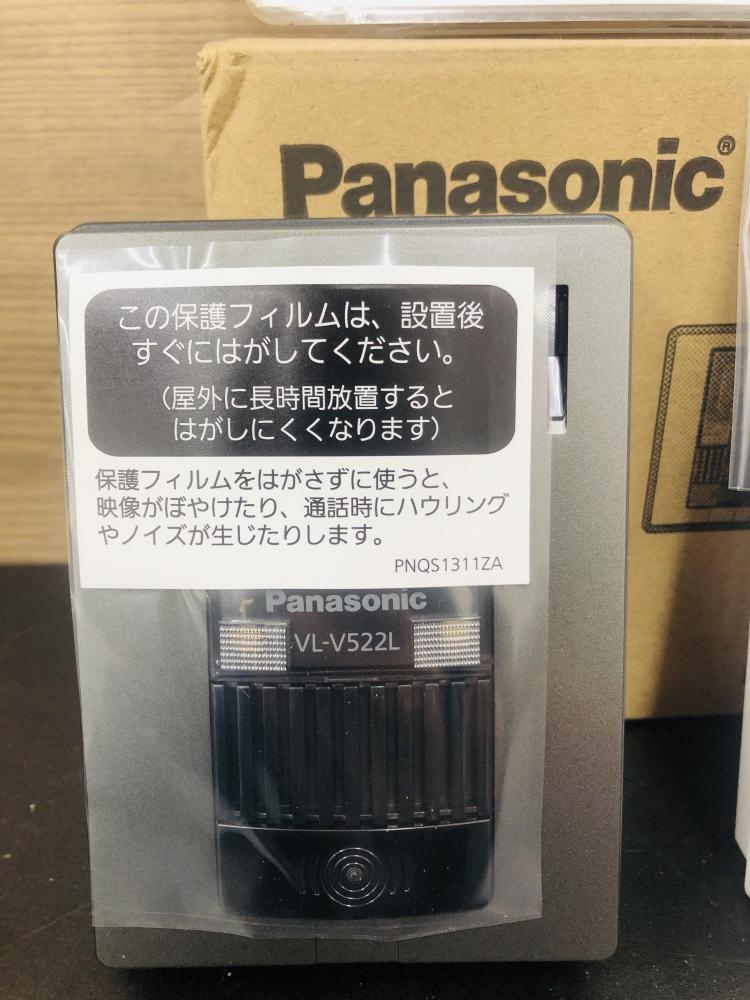 Panasonic®
この保護フィルムは、設置後
すぐにはがしてください。
（屋外に長時間放置すると
はがしにくくなります）
保護フィルムをはがさずに使うと、
映像がぼやけたり、通話時にハウリング
やノイズが生じたりします。
PNQS1311ZA
Panasonic
VL-V522L